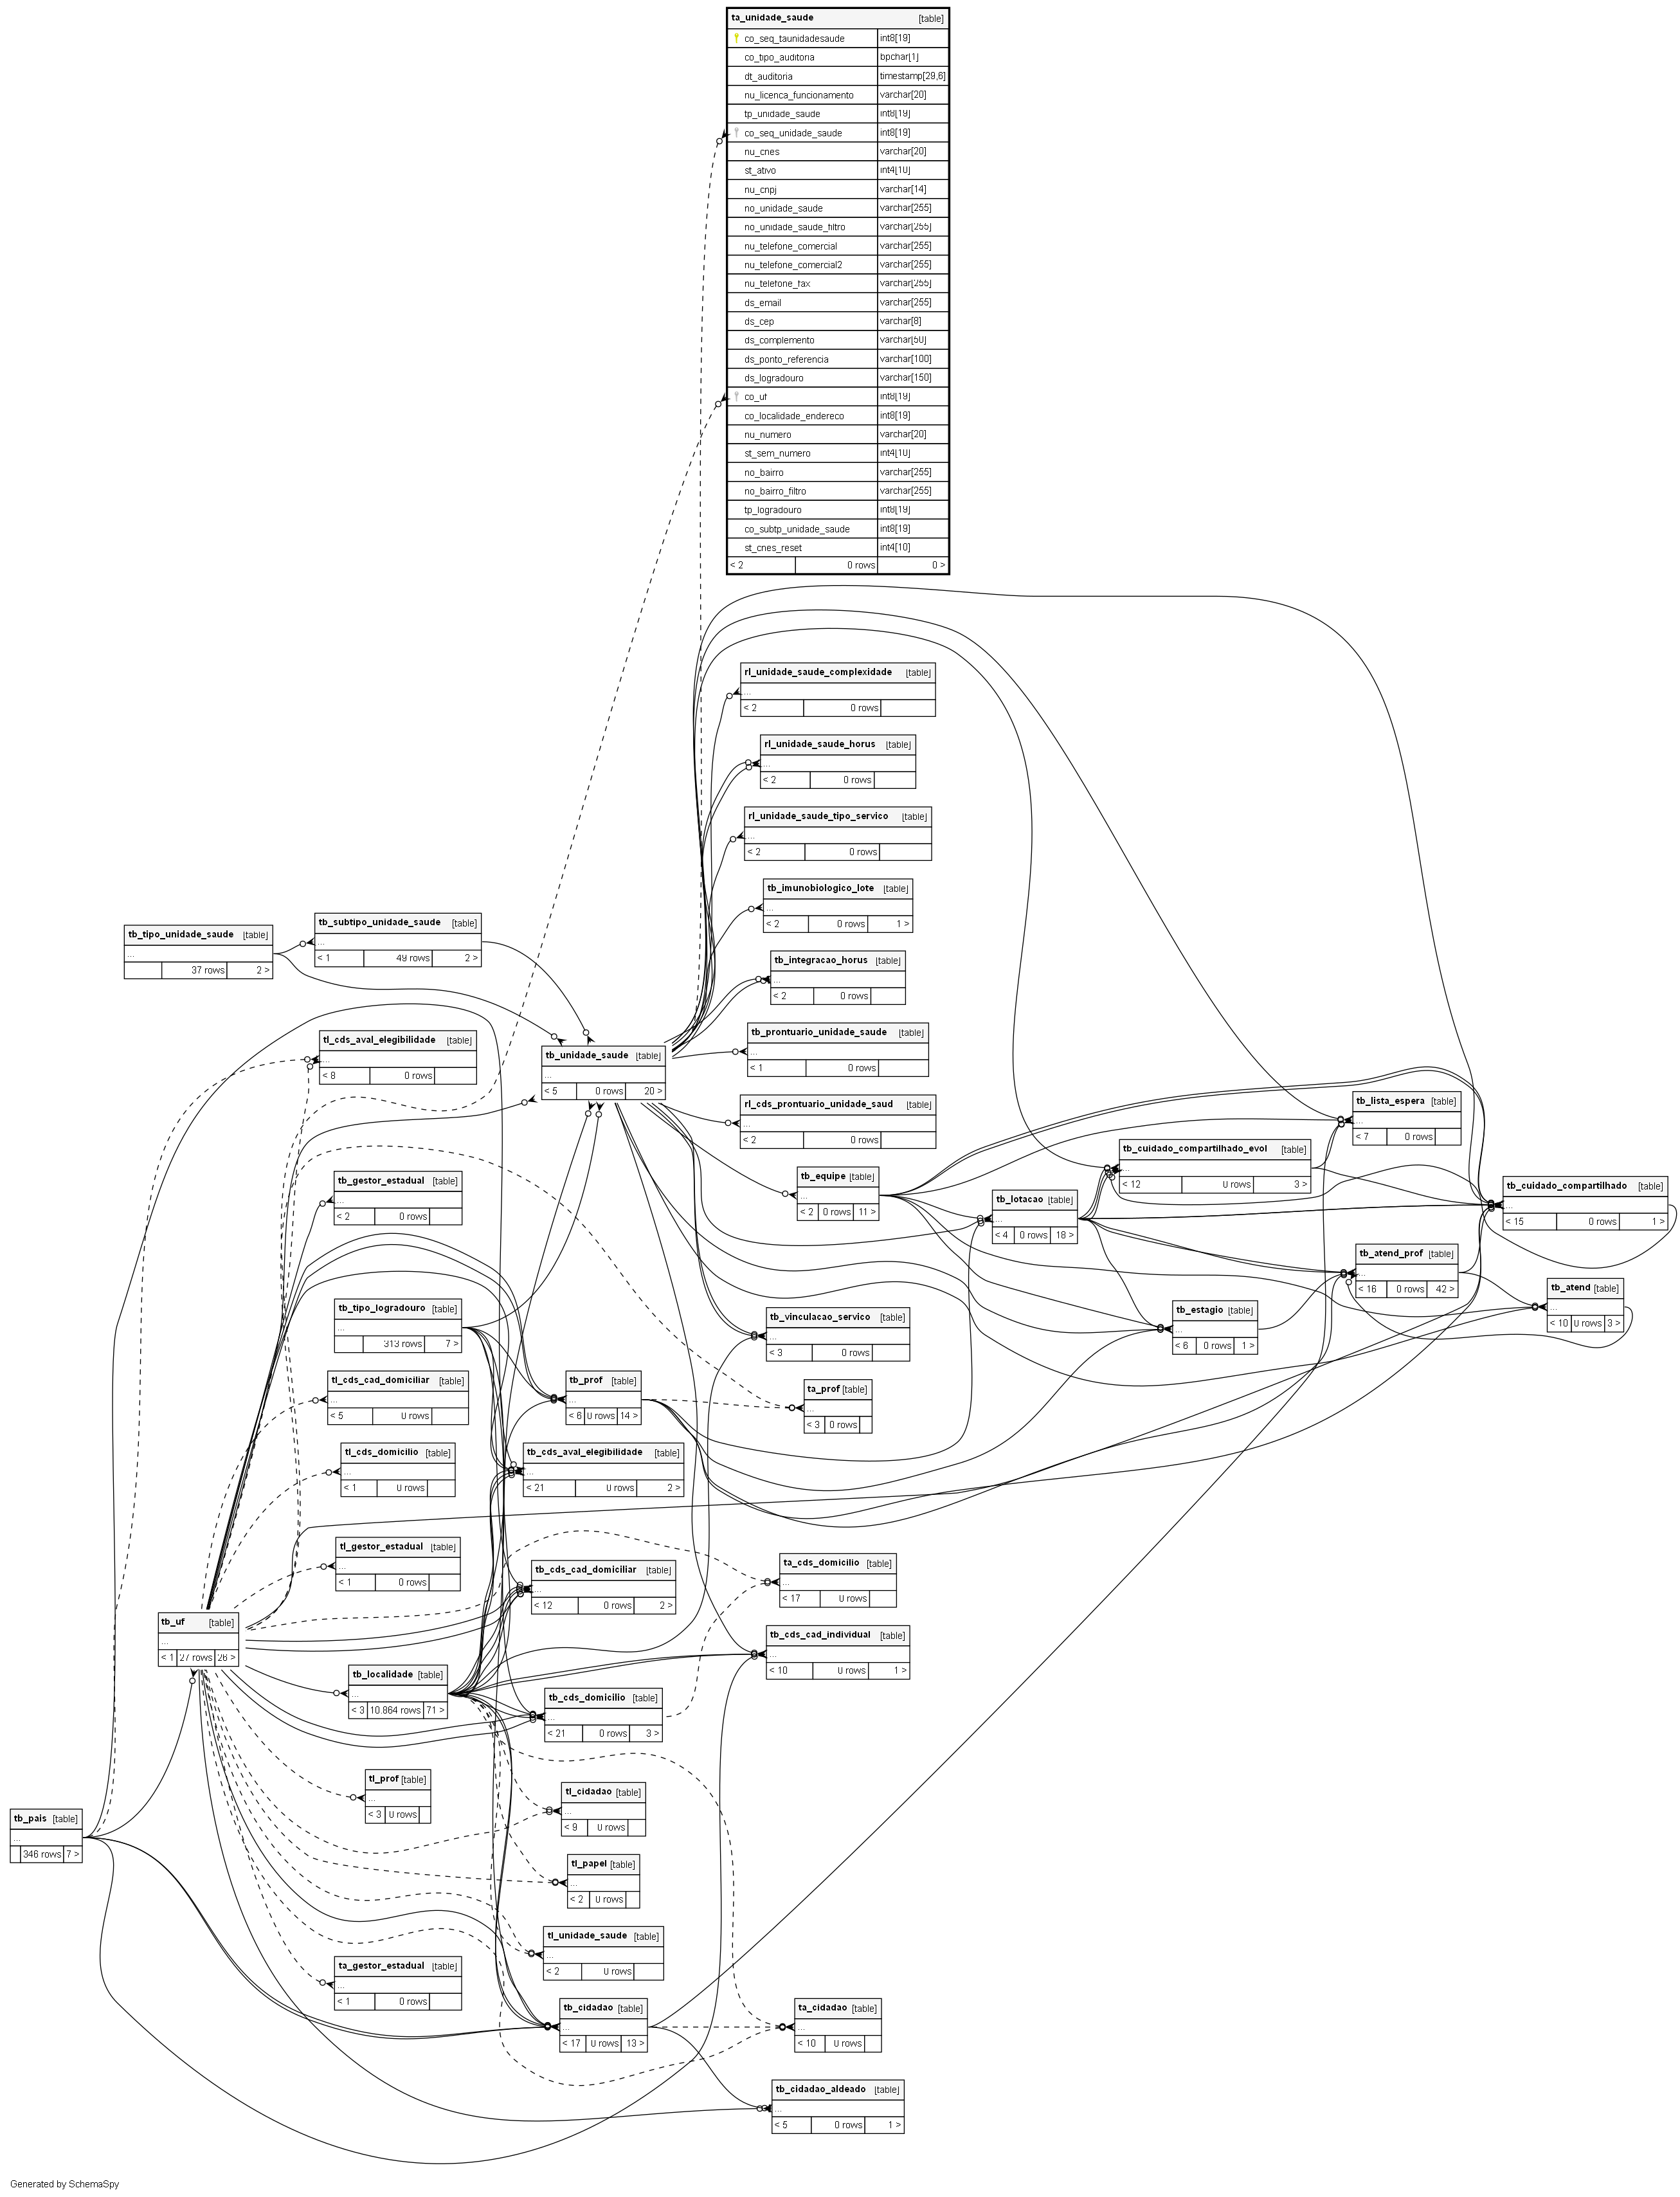 ta_unidade_saude [table]
co_seq_taunidadesaude int8[19]
co_tipo_auditoria bpchar[1]
dt_auditoria timestamp[29,6]
nu_licenca_funcionamento varchar[20]
tp_unidade_saude int8[19]
co_seq_unidade_saude int8[19]
nu_cnes varchar[20]
st_ativo int4[10]
nu_cnpj varchar[14]
no_unidade_saude varchar[255]
no_unidade_saude_filtro varchar[255]
nu_telefone_comercial varchar[255]
nu_telefone_comercial2 varchar[255]
nu_telefone_fax varchar[255]
ds_email varchar[255]
ds_cep varchar[8]
ds_complemento varchar[50]
ds_ponto_referencia varchar[100]
ds_logradouro varchar[150]
co_uf int8[19]
co_localidade_endereco int8[19]
nu_numero varchar[20]
st_sem_numero int4[10]
no_bairro varchar[255]
no_bairro_filtro varchar[255]
tp_logradouro int8[19]
co_subtp_unidade_saude int8[19]
st_cnes_reset int4[10]
< 2 0 rows 0 >
rl_unidade_saude_complexidade [table]
...
< 2 0 rows
rl_unidade_saude_horus [table]
...
< 2 0 rows
rl_unidade_saude_tipo_servico [table]
...
< 2 0 rows
tb_imunobiologico_lote [table]
...
< 2 0 rows 1 >
tb_subtipo_unidade_saude [table]
...
< 1 49 rows 2 >
tb_tipo_unidade_saude [table]
...
37 rows 2 >
tb_integracao_horus [table]
...
< 2 0 rows
tb_prontuario_unidade_saude [table]
...
< 1 0 rows
tl_cds_aval_elegibilidade [table]
...
< 8 0 rows
tb_unidade_saude [table]
...
< 5 0 rows 20 >
rl_cds_prontuario_unidade_saud [table]
...
< 2 0 rows
tb_lista_espera [table]
...
< 7 0 rows
tb_cuidado_compartilhado_evol [table]
...
< 12 0 rows 3 >
tb_equipe [table]
...
< 2 0 rows 11 >
tb_gestor_estadual [table]
...
< 2 0 rows
tb_cuidado_compartilhado [table]
...
< 15 0 rows 1 >
tb_lotacao [table]
...
< 4 0 rows 18 >
tb_atend_prof [table]
...
< 16 0 rows 42 >
tb_atend [table]
...
< 10 0 rows 3 >
tb_tipo_logradouro [table]
...
313 rows 7 >
tb_estagio [table]
...
< 6 0 rows 1 >
tb_vinculacao_servico [table]
...
< 3 0 rows
tl_cds_cad_domiciliar [table]
...
< 5 0 rows
tb_prof [table]
...
< 6 0 rows 14 >
ta_prof [table]
...
< 3 0 rows
tl_cds_domicilio [table]
...
< 1 0 rows
tb_cds_aval_elegibilidade [table]
...
< 21 0 rows 2 >
tl_gestor_estadual [table]
...
< 1 0 rows
tb_cds_cad_domiciliar [table]
...
< 12 0 rows 2 >
ta_cds_domicilio [table]
...
< 17 0 rows
tb_uf [table]
...
< 1 27 rows 26 >
tb_cds_cad_individual [table]
...
< 10 0 rows 1 >
tb_localidade [table]
...
< 3 10.864 rows 71 >
tb_cds_domicilio [table]
...
< 21 0 rows 3 >
tl_prof [table]
...
< 3 0 rows
tl_cidadao [table]
...
< 9 0 rows
tb_pais [table]
...
346 rows 7 >
tl_papel [table]
...
< 2 0 rows
tl_unidade_saude [table]
...
< 2 0 rows
ta_gestor_estadual [table]
...
< 1 0 rows
tb_cidadao [table]
...
< 17 0 rows 13 >
ta_cidadao [table]
...
< 10 0 rows
tb_cidadao_aldeado [table]
...
< 5 0 rows 1 >
Generated by SchemaSpy